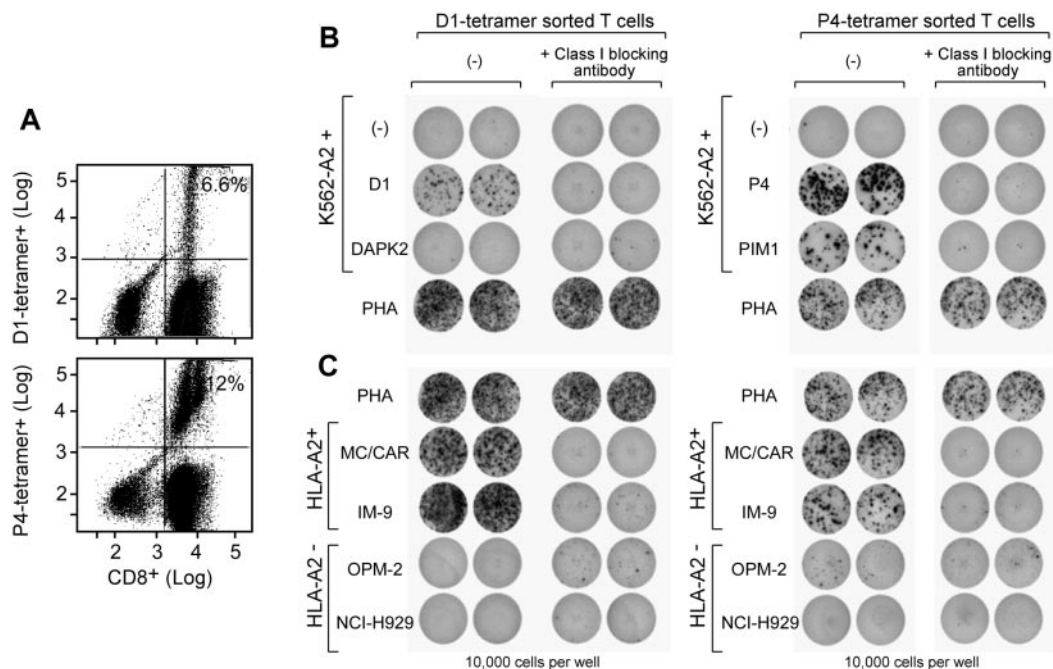 A
D1-tetramer+ (Log)
5
4
3
2
6.6%
P4-tetramer+ (Log)
5
4
3
2
12%
2 3 4 5
CD8+ (Log)
B
D1-tetramer sorted T cells
(-)
+ Class I blocking
antibody
K562-A2 +
(-)
D1
DAPK2
PHA
P4-tetramer sorted T cells
(-)
+ Class I blocking
antibody
K562-A2 +
(-)
P4
PIM1
PHA
C
PHA
HLA-A2+
MC/CAR
IM-9
HLA-A2 -
OPM-2
NCI-H929
10,000 cells per well
PHA
HLA-A2+
MC/CAR
IM-9
HLA-A2 -
OPM-2
NCI-H929
10,000 cells per well